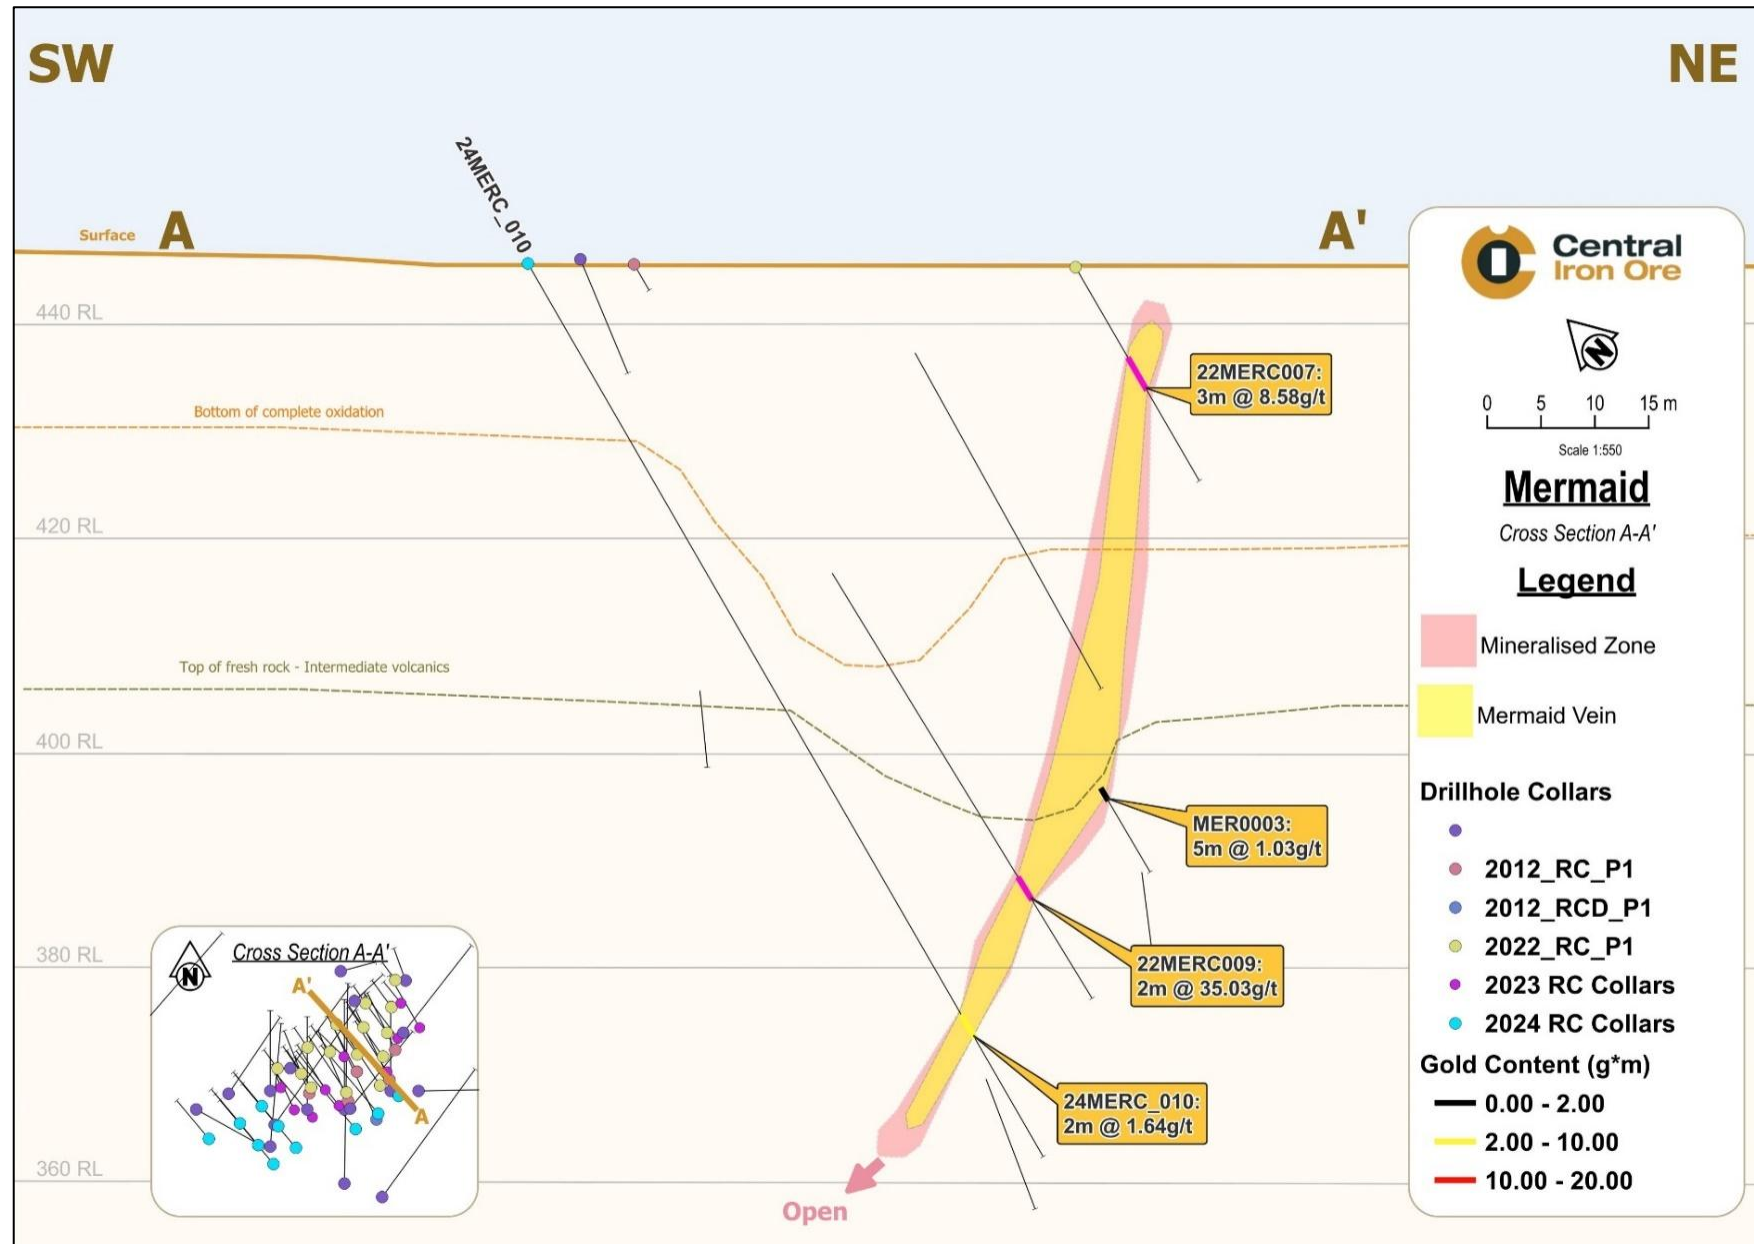 SW
NE
24MERC_010
Surface
A
A'
440 RL
22MERC007:
3m @ 8.58g/t
Bottom of complete oxidation
420 RL
Top of fresh rock - Intermediate volcanics
400 RL
MER0003:
5m @ 1.03g/t
380 RL
22MERC009:
2m @ 35.03g/t
24MERC_010:
2m @ 1.64g/t
360 RL
Open
N
Cross Section A-A'
A'
A
Central
Iron Ore
N
0 5 10 15 m
Scale 1:550
Mermaid
Cross Section A-A'
Legend
Mineralised Zone
Mermaid Vein
Drillhole Collars
2012_RC_P1
2012_RCD_P1
2022_RC_P1
2023 RC Collars
2024 RC Collars
Gold Content (g*m)
0.00 - 2.00
2.00 - 10.00
10.00 - 20.00